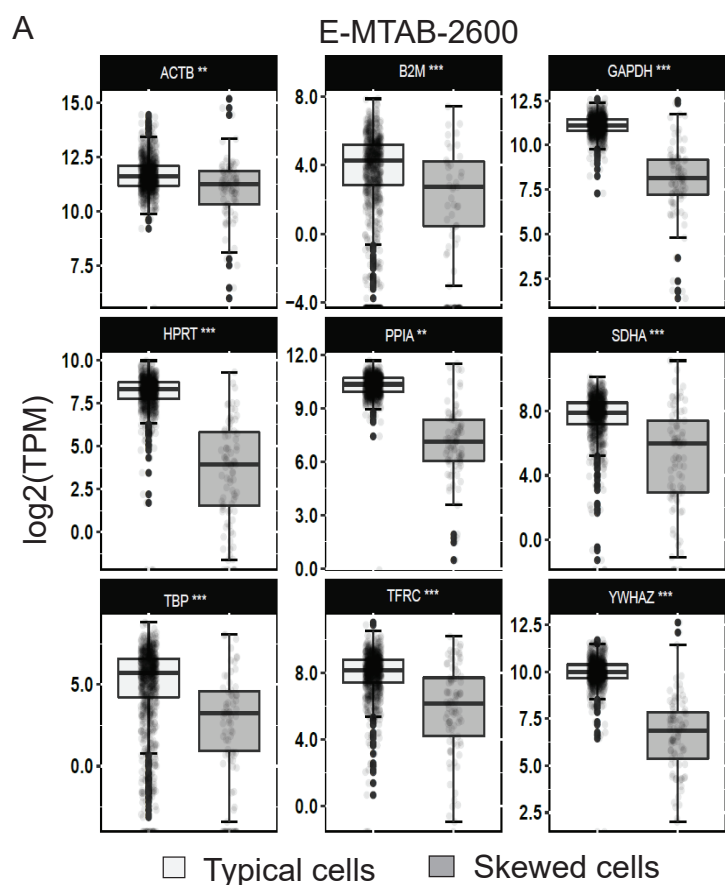 A
E-MTAB-2600
ACTB **
B2M ***
GAPDH ***
15.0
12.5
10.0
7.5
8.0
4.0
0.0
−4.0
12.5
10.0
7.5
5.0
2.5
HPRT ***
PPIA **
SDHA ***
10.0
7.5
5.0
2.5
0.0
12.0
9.0
6.0
3.0
0.0
8.0
4.0
0.0
TBP ***
TFRC ***
YWHAZ ***
5.0
0.0
8.0
4.0
0.0
12.5
10.0
7.5
5.0
2.5
log2(TPM)
Typical cells
Skewed cells